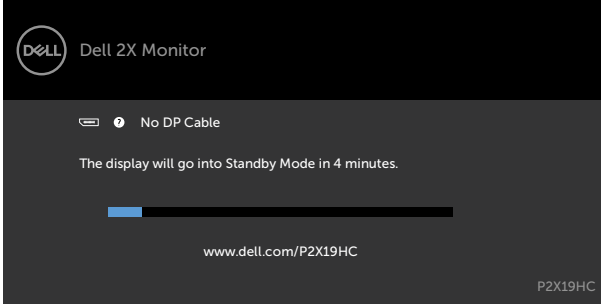 DELL
Dell 2X Monitor
? No DP Cable
The display will go into Standby Mode in 4 minutes.
www.dell.com/P2X19HC
P2X19HC